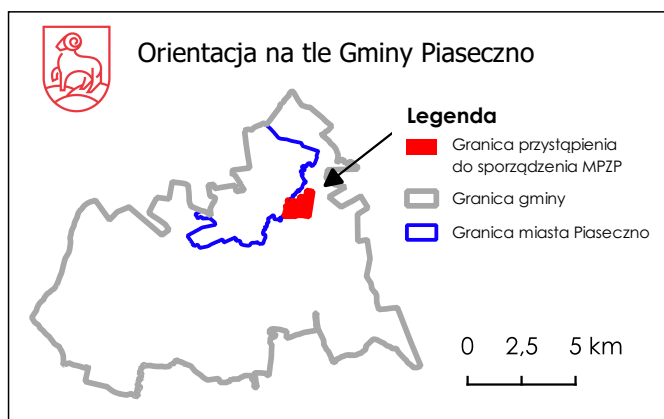 Orientacja na tle Gminy Piaseczno
Legenda
Granica przystąpienia
do sporządzenia MPZP
Granica gminy
Granica miasta Piaseczno
0 2,5 5 km